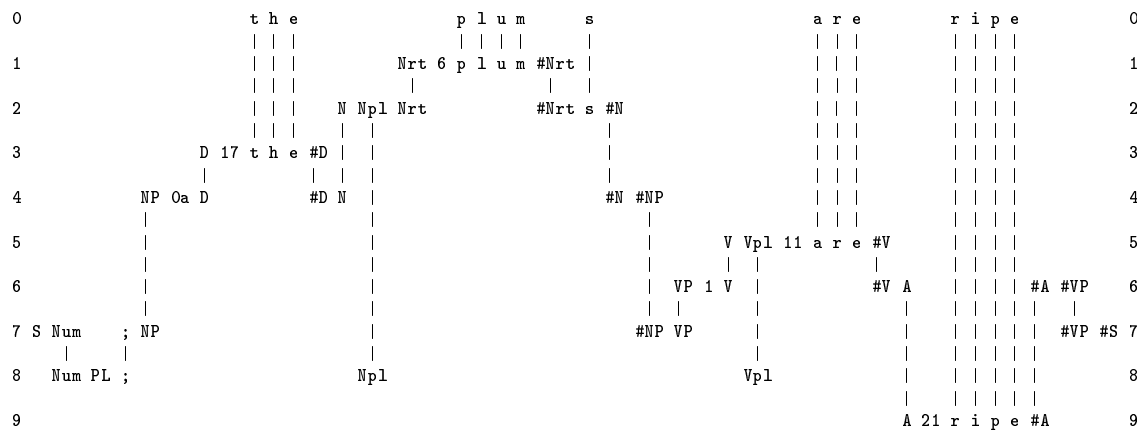 0 t h e p l u m s a r e r i p e 0
1 Nrt 6 p l u m #Nrt 1
2 N Npl Nrt #Nrt s #N 2
3 D 17 t h e #D 3
4 NP 0a D #D N #N #NP 4
5 V Vpl 11 a r e #V 5
6 VP 1 V #V A #A #VP 6
7 S Num ; NP #NP VP #VP #S 7
8 Num PL ; Npl Vpl 8
9 A 21 r i p e #A 9